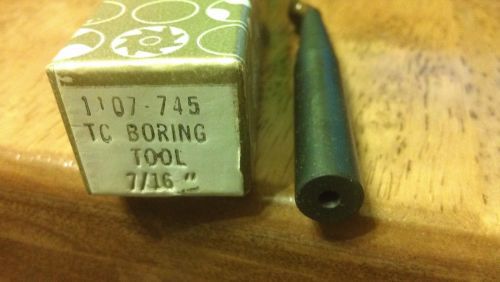 1107-745
TC BORING
TOOL
7/16"